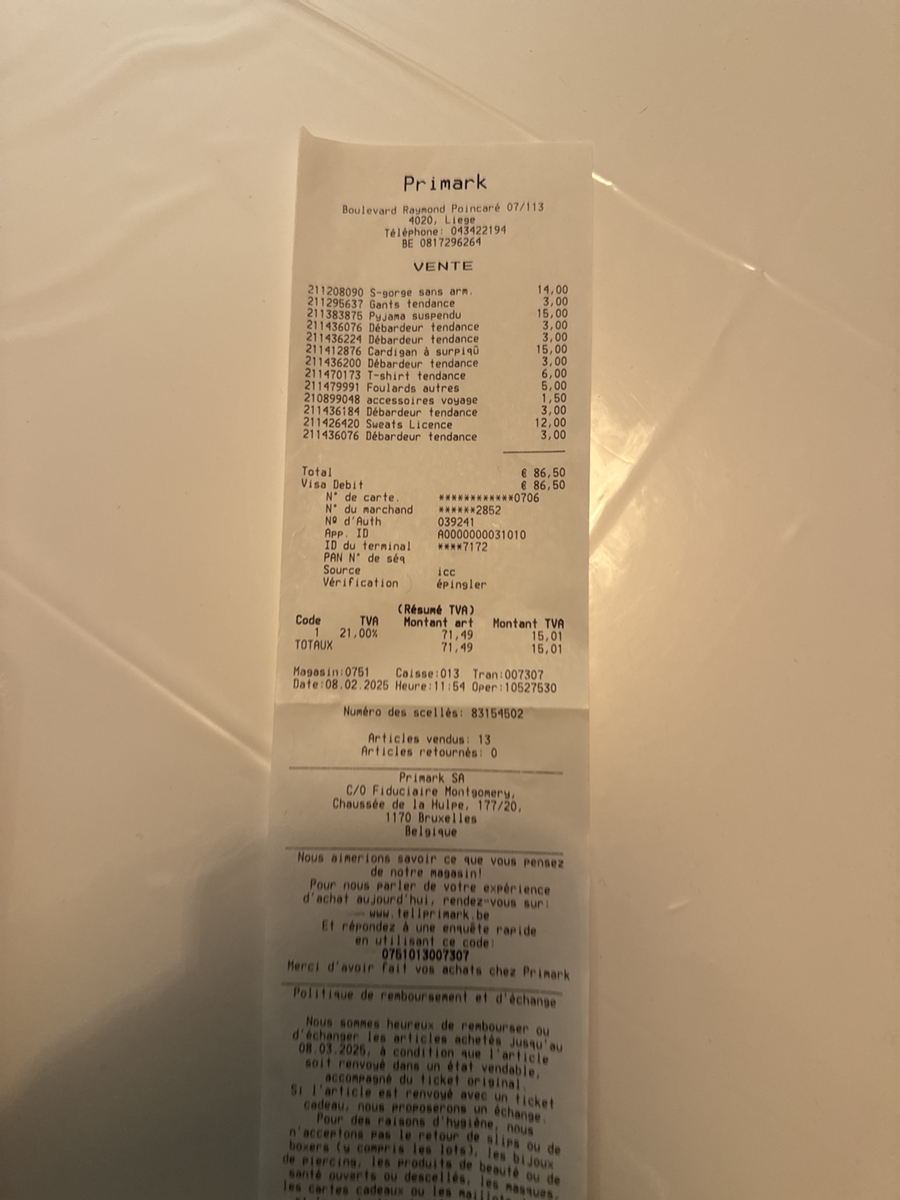 Primark
Boulevard Raymond Poincaré 07/113
4020, Liege
Téléphone: 043422194
BE 0817296264
VENTE
211208090 S-gorge sans arm. 14,00
211295637 Gants tendance 3,00
211383875 Pyjama suspendu 15,00
211436076 Débardeur tendance 3,00
211436224 Débardeur tendance 3,00
211412876 Cardigan à surpiqû 15,00
211436200 Débardeur tendance 3,00
211470173 T-shirt tendance 6,00
211479991 Foulards autres 5,00
210899048 accessoires voyage 1,50
211436184 Débardeur tendance 3,00
211426420 Sweats Licence 12,00
211436076 Débardeur tendance 3,00
Total € 86,50
Visa Debit € 86,50
N° de carte. ************0706
N° du marchand ******2852
Nº d'Auth 039241
App. ID A0000000031010
ID du terminal ****7172
PAN N° de séq
Source icc
Vérification épingler
(Résumé TVA)
Code TVA Montant art Montant TVA
1 21,00% 71,49 15,01
TOTAUX 71,49 15,01
Magasin:0751 Caisse:013 Tran:007307
Date:08.02.2025 Heure:11:54 Oper:10527530
Numéro des scellés: 83154502
Articles vendus: 13
Articles retournés: 0
Primark SA
C/O Fiduciaire Montgomery,
Chaussée de la Hulpe, 177/20,
1170 Bruxelles
Belgique
Nous aimerions savoir ce que vous pensez
de notre magasin!
Pour nous parler de votre expérience
d'achat aujourd'hui, rendez-vous sur:
www.tellprimark.be
Et répondez à une enquête rapide
en utilisant ce code:
0751013007307
Merci d'avoir fait vos achats chez Primark
Politique de remboursement et d'échange
Nous sommes heureux de rembourser ou
d'échanger les articles achetés jusqu'au
08.03.2025, à condition que l'article
soit renvoyé dans un état vendable,
accompagné du ticket original.
Si l'article est renvoyé avec un ticket
cadeau, nous proposerons un échange.
Pour des raisons d'hygiène, nous
n'acceptons pas le retour de slips ou de
boxers (y compris les lots), les bijoux
de piercing, les produits de beauté ou de
santé ouverts ou descellés, les masques,
les cartes cadeaux ou les